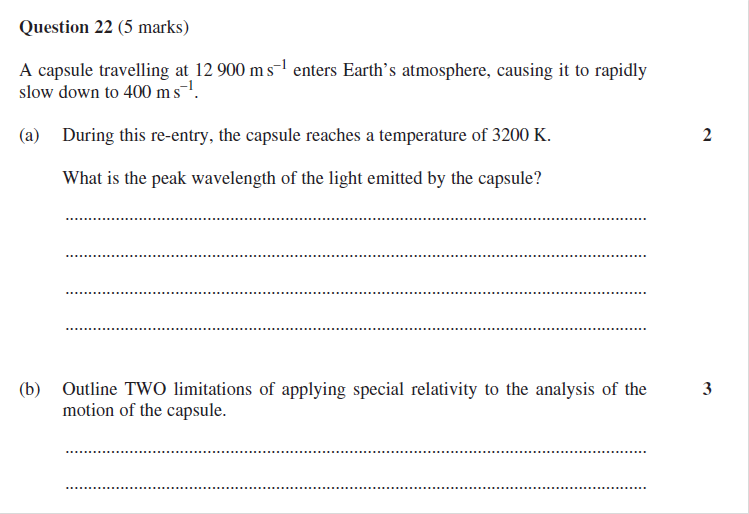 Question 22 (5 marks)
A capsule travelling at 12 900 m s⁻¹ enters Earth’s atmosphere, causing it to rapidly
slow down to 400 m s⁻¹.
(a) During this re-entry, the capsule reaches a temperature of 3200 K. 2
What is the peak wavelength of the light emitted by the capsule?
(b) Outline TWO limitations of applying special relativity to the analysis of the 3
motion of the capsule.